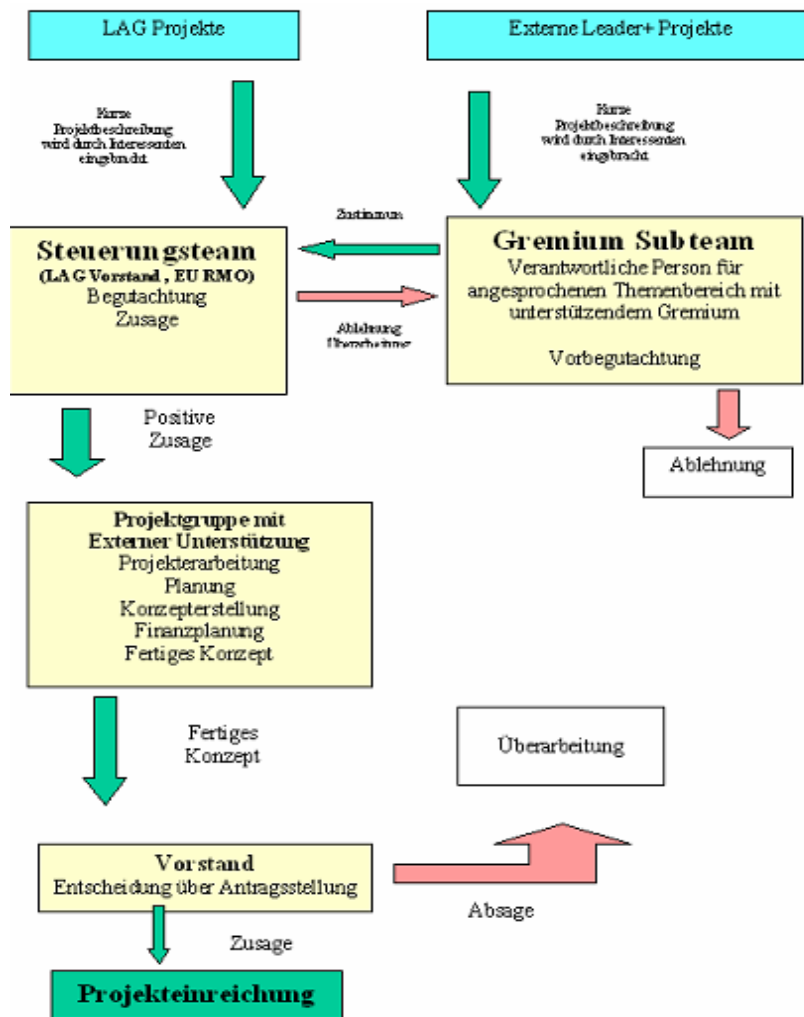 LAG Projekte
Externe Leader+ Projekte
Kurze
Projektbeschreibung
wird durch Interessenten
eingebracht
Kurze
Projektbeschreibung
wird durch Interessenten
eingebracht
Steuerungsteam
(LAG Vorstand , EU RMO)
Begutachtung
Zusage
Zustimmun
Ablehnung
Überarbeitung
Gremium Subteam
Verantwortliche Person für
angesprochenen Themenbereich mit
unterstützendem Gremium
Vorbegutachtung
Positive
Zusage
Ablehnung
Projektgruppe mit
Externer Unterstützung
Projekterarbeitung
Planung
Konzepterstellung
Finanzplanung
Fertiges Konzept
Fertiges
Konzept
Überarbeitung
Vorstand
Entscheidung über Antragsstellung
Absage
Zusage
Projekteinreichung